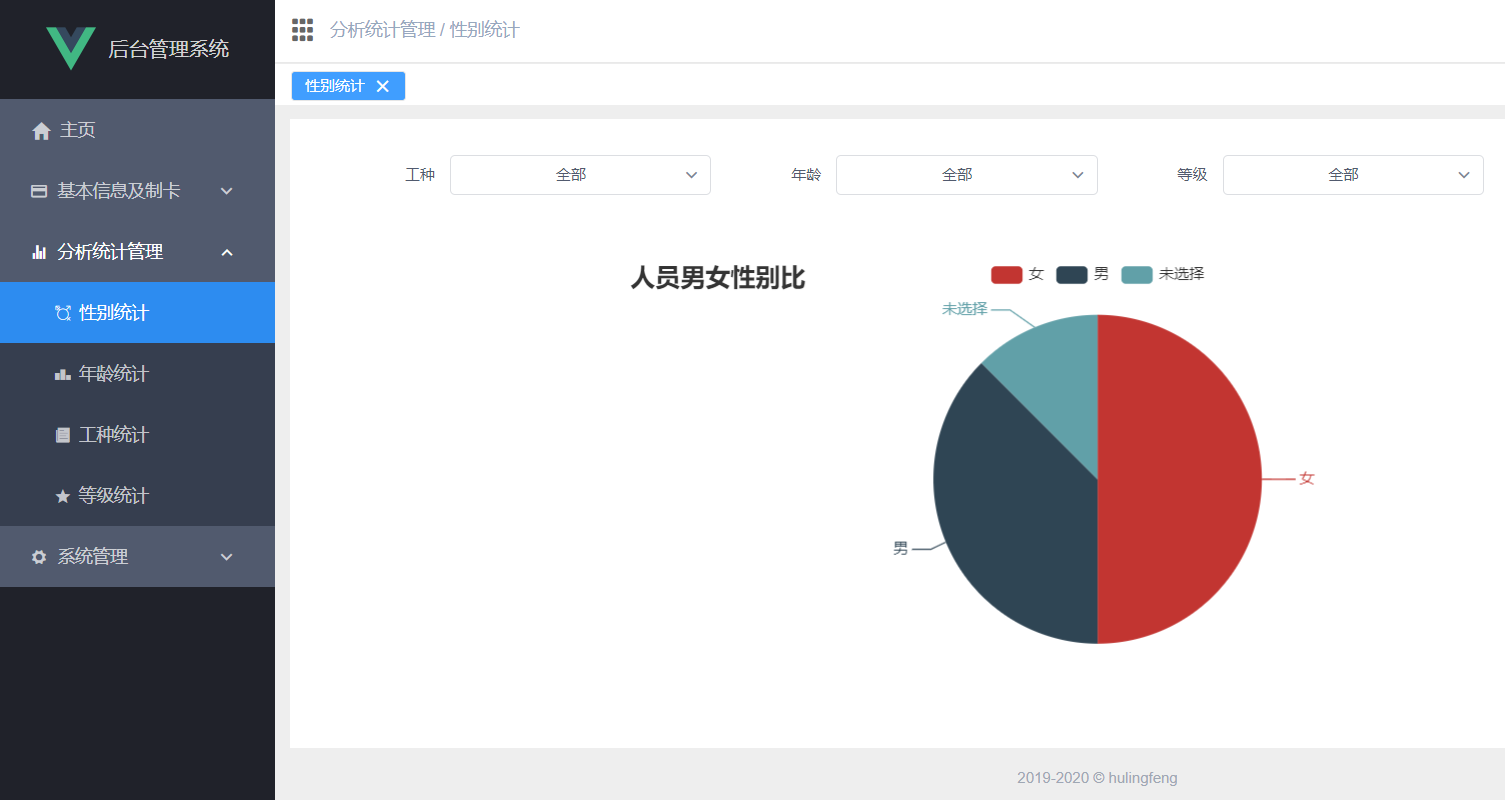 后台管理系统
主页
基本信息及制卡
分析统计管理
性别统计
年龄统计
工种统计
等级统计
系统管理
分析统计管理 / 性别统计
性别统计
工种 全部 年龄 全部 等级 全部
人员男女性别比
女 男 未选择
未选择
女
男
2019-2020 © hulingfeng